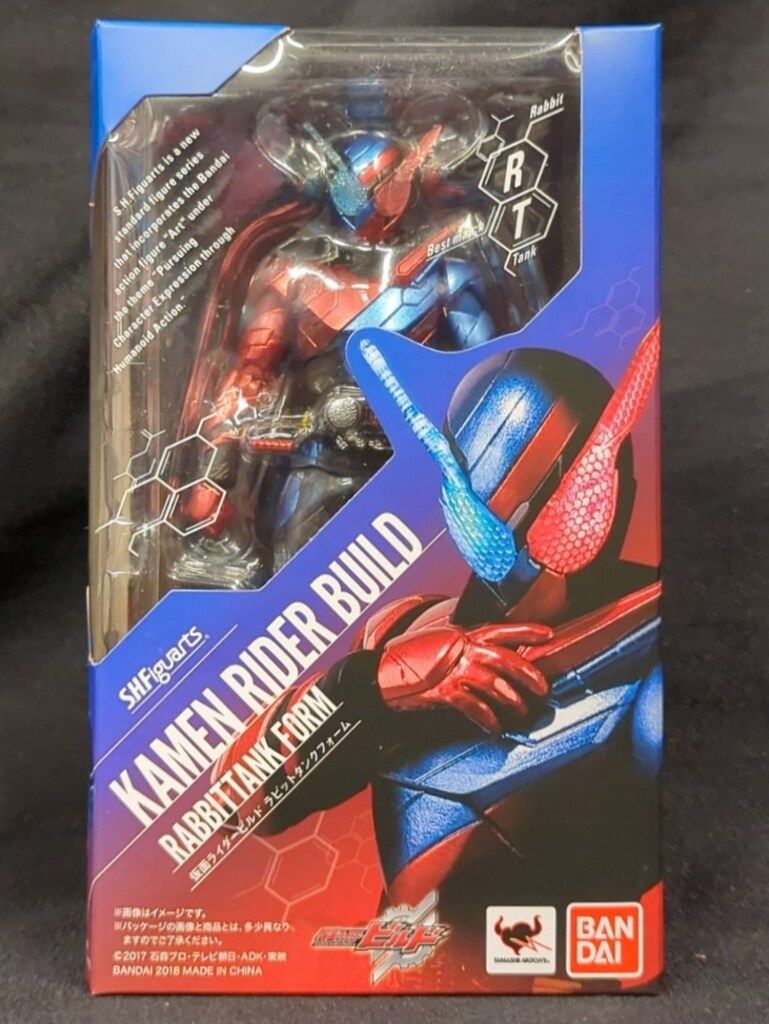 S.H.Figuarts is a new
standard figure series
that incorporates the Bandai
action figure "Art" under
the theme "Pursuing
Character Expression through
Humanoid Action."
Rabbit
R
T
Tank
Best match
S.H.Figuarts
KAMEN RIDER BUILD
RABBITTANK FORM
仮面ライダービルド ラビットタンクフォーム
※画像はイメージです。
※パッケージの画像と商品とは、多少異なり
ますのでご了承ください。
©2017 石森プロ・テレビ朝日・ADK・東映
BANDAI 2018 MADE IN CHINA
仮面ライダー
ビルド
TAMASHII NATIONS
BAN
DAI